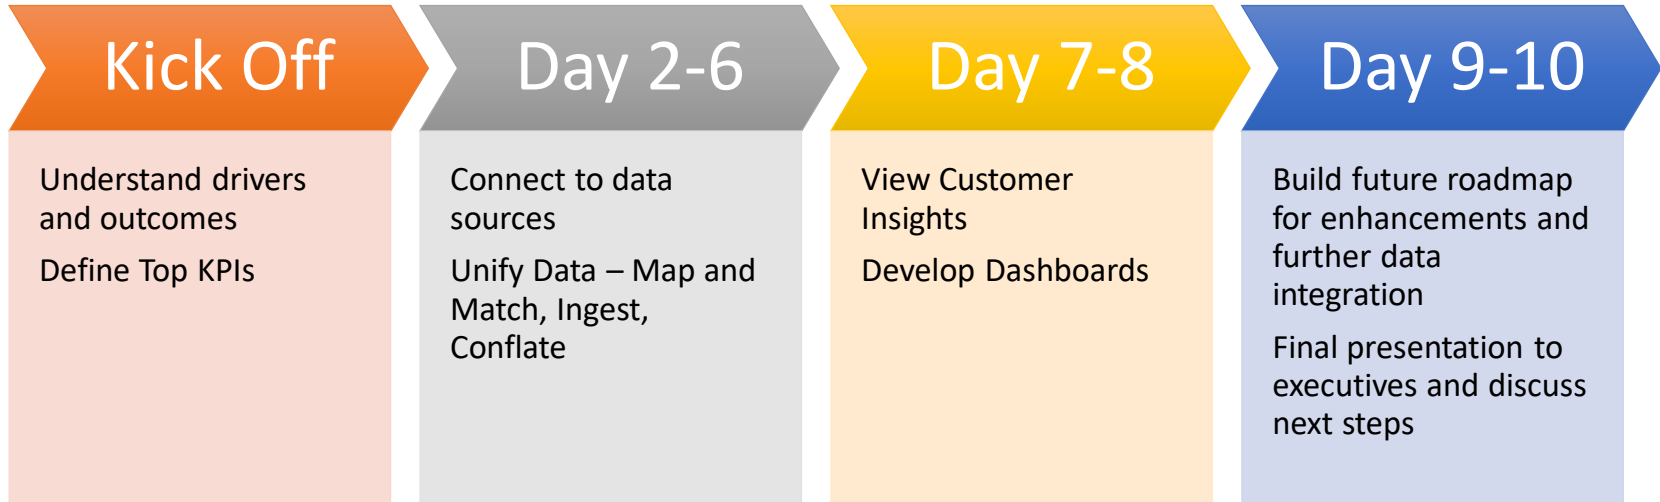 Kick Off
Understand drivers
and outcomes
Define Top KPIs
Day 2-6
Connect to data
sources
Unify Data – Map and
Match, Ingest,
Conflate
Day 7-8
View Customer
Insights
Develop Dashboards
Day 9-10
Build future roadmap
for enhancements and
further data
integration
Final presentation to
executives and discuss
next steps